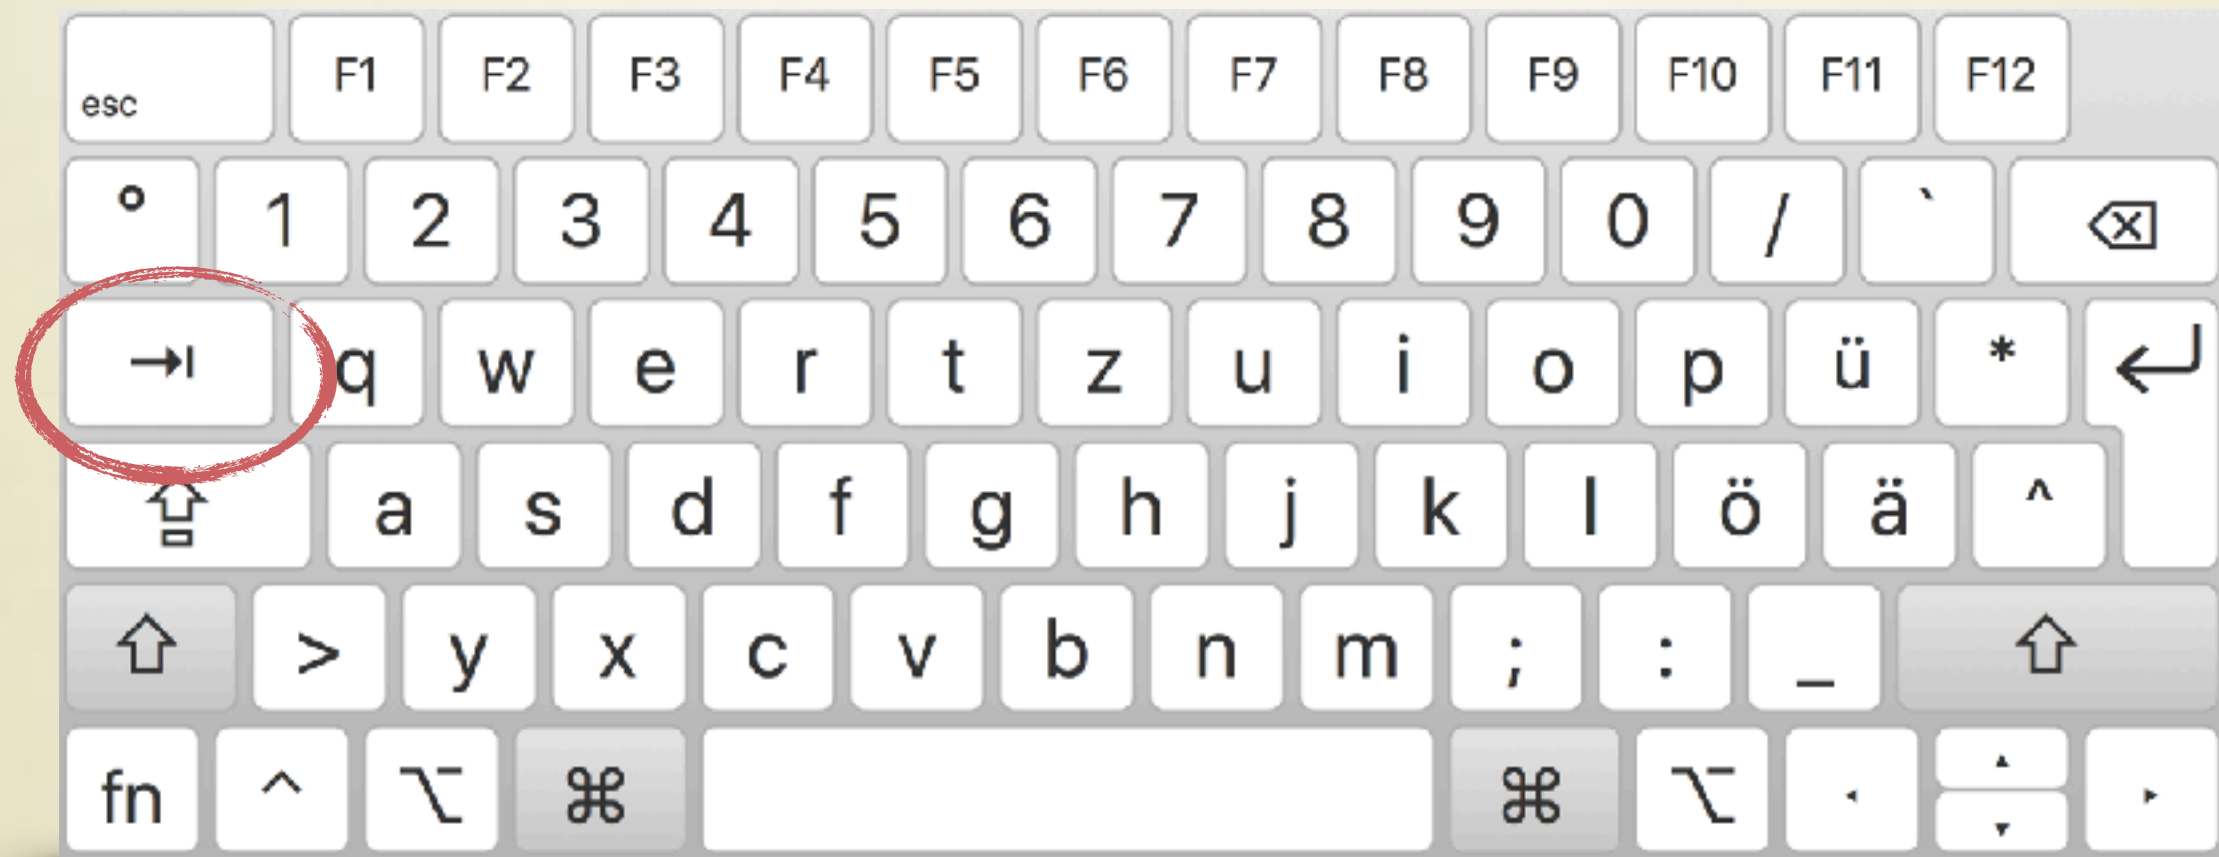 esc F1 F2 F3 F4 F5 F6 F7 F8 F9 F10 F11 F12
° 1 2 3 4 5 6 7 8 9 0 / `
q w e r t z u i o p ü *
a s d f g h j k l ö ä ^
> y x c v b n m ; : _
fn ^ ⌥ ⌘ ⌘ ⌥